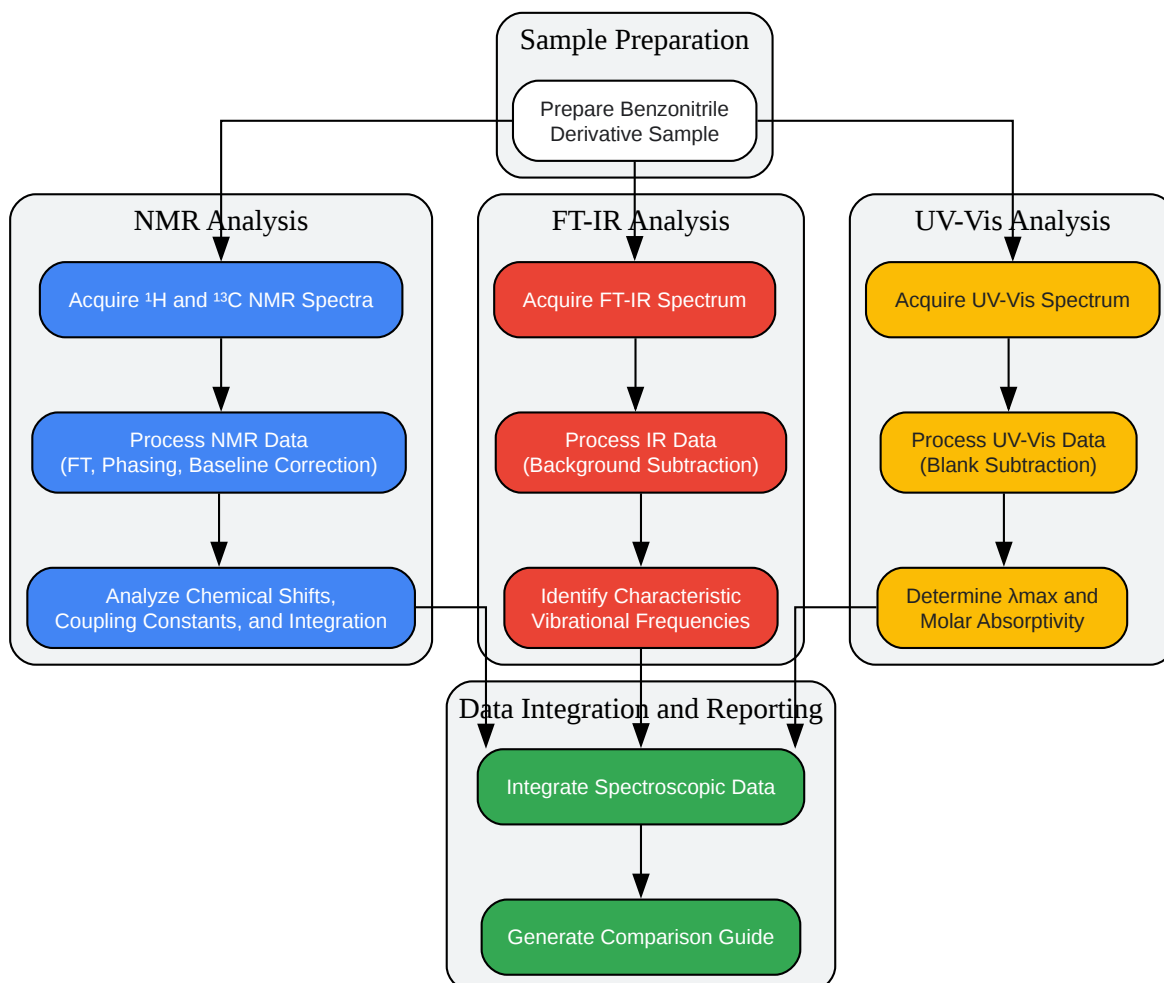 Sample Preparation
Prepare Benzonitrile
Derivative Sample
NMR Analysis
Acquire ¹H and ¹³C NMR Spectra
Process NMR Data
(FT, Phasing, Baseline Correction)
Analyze Chemical Shifts,
Coupling Constants, and Integration
FT-IR Analysis
Acquire FT-IR Spectrum
Process IR Data
(Background Subtraction)
Identify Characteristic
Vibrational Frequencies
UV-Vis Analysis
Acquire UV-Vis Spectrum
Process UV-Vis Data
(Blank Subtraction)
Determine λmax and
Molar Absorptivity
Data Integration and Reporting
Integrate Spectroscopic Data
Generate Comparison Guide